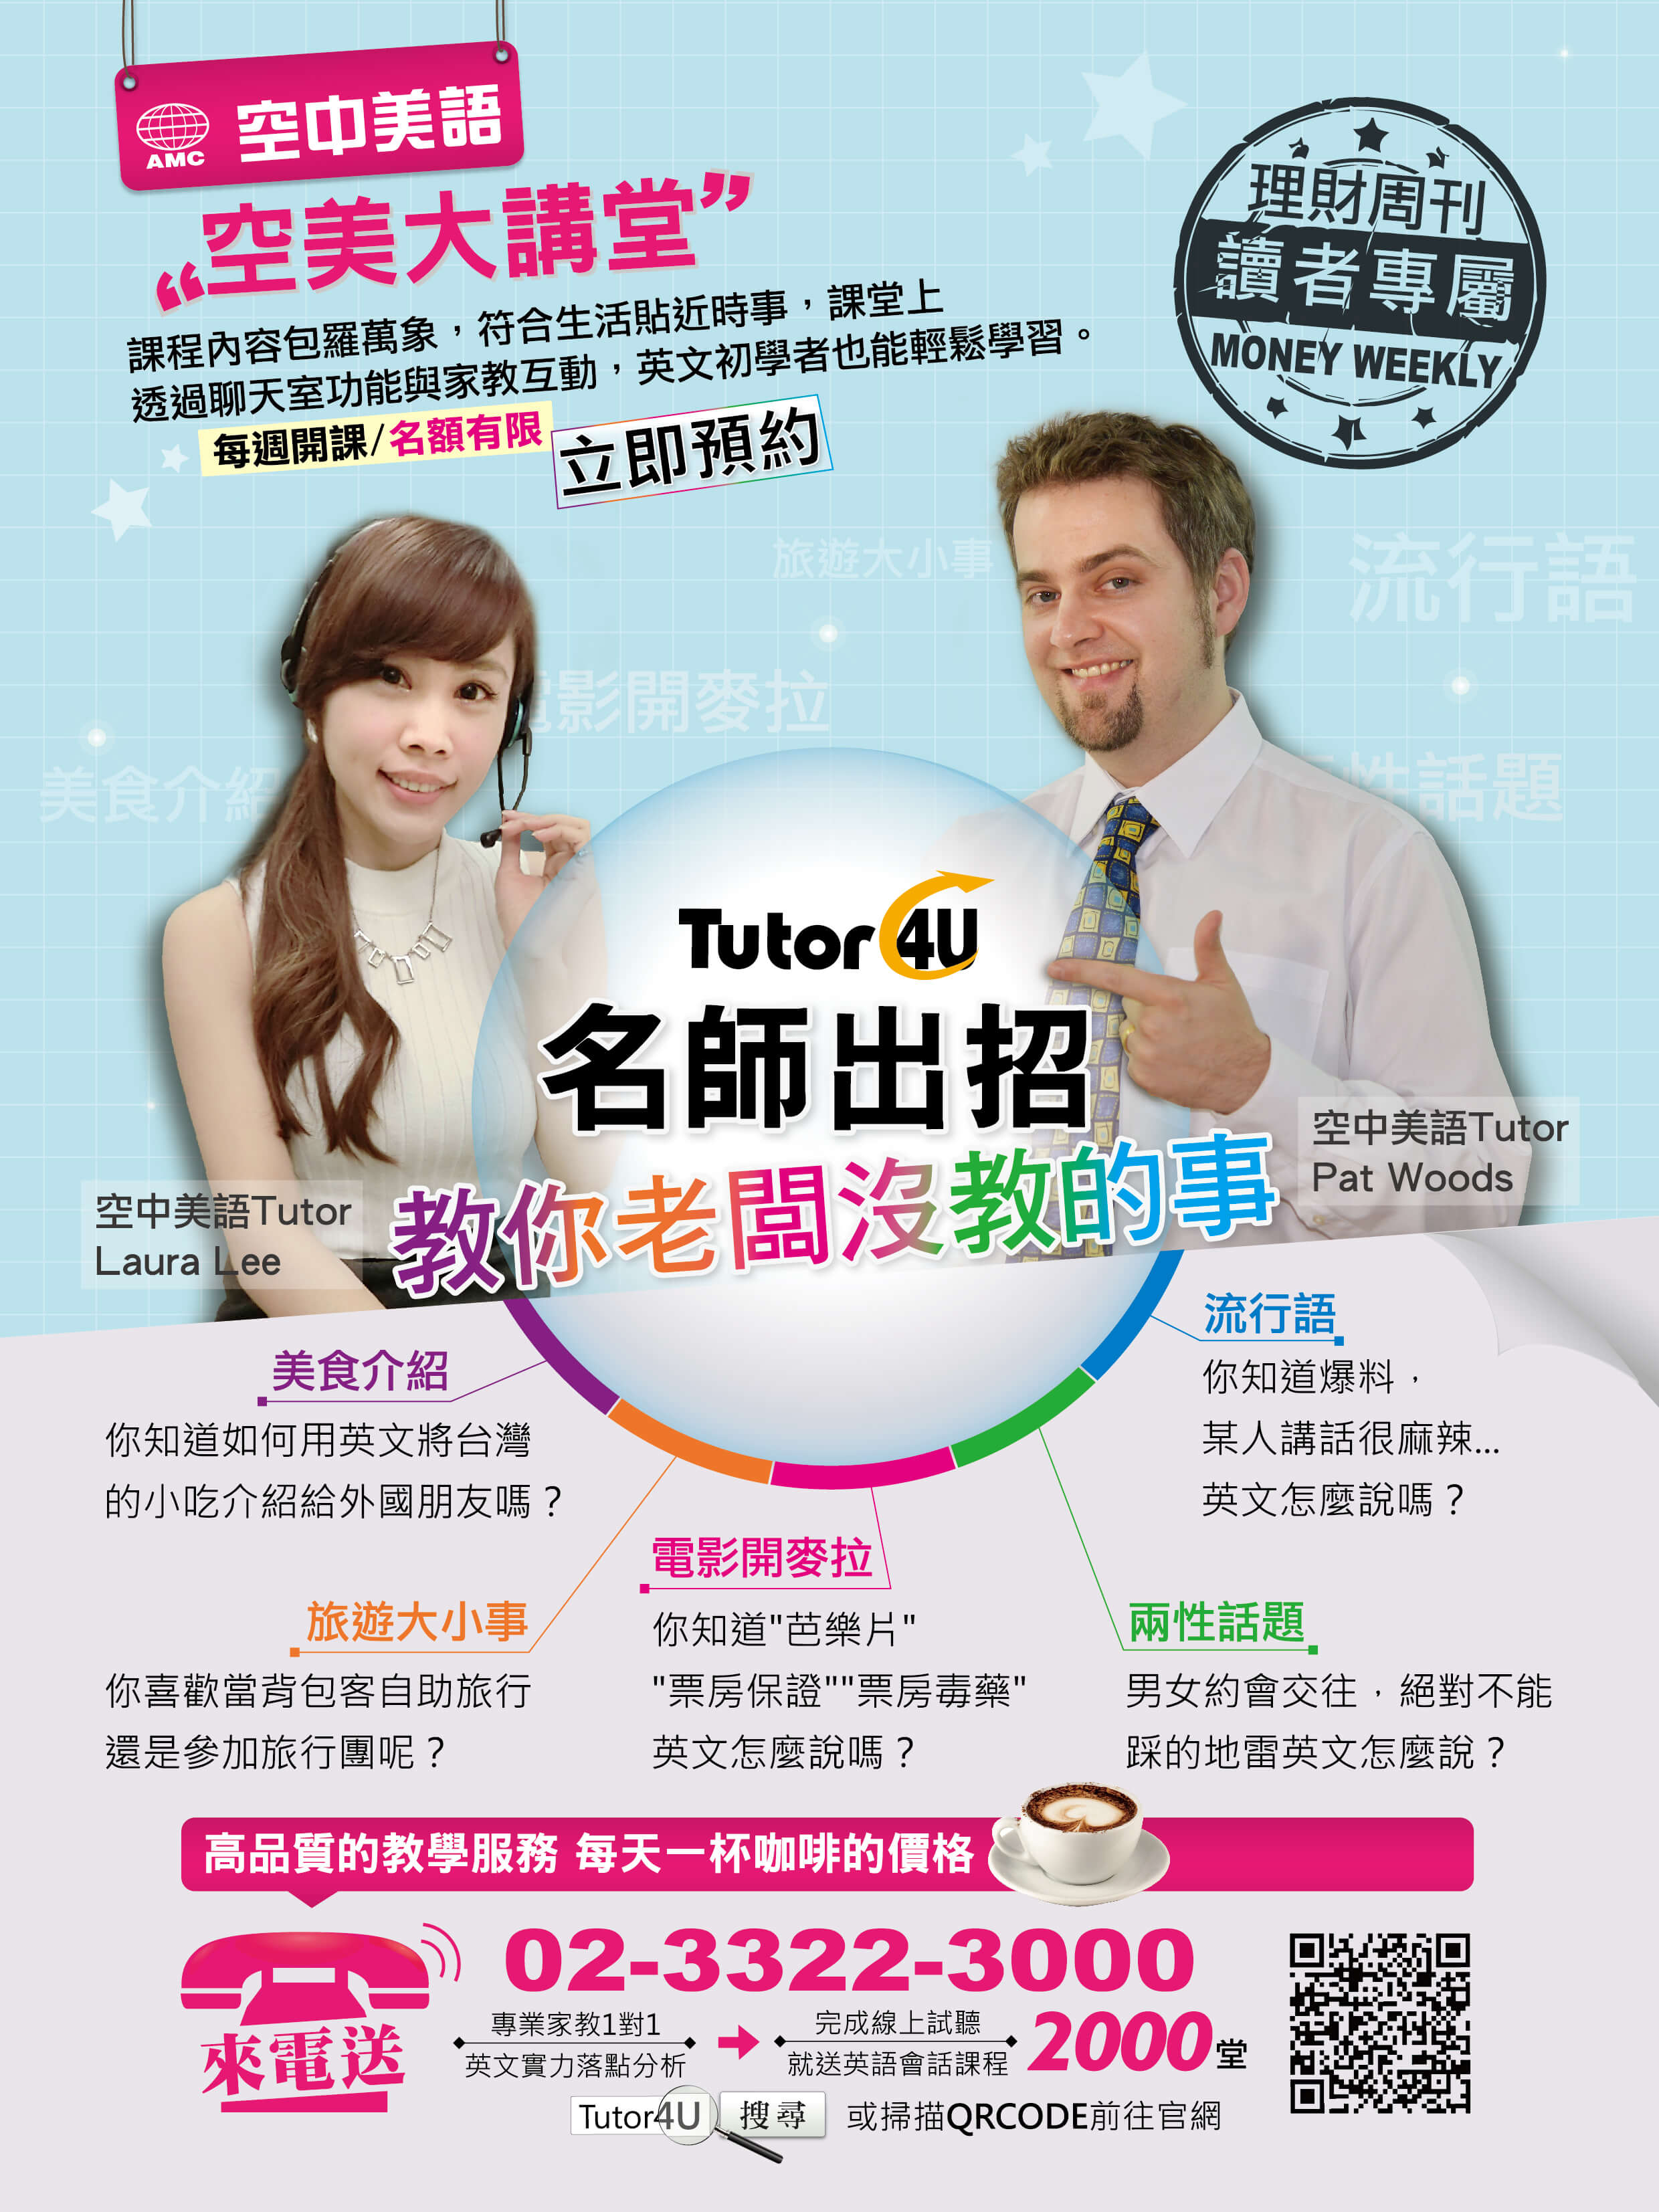 AMC
空中美語
“空美大講堂”
課程內容包羅萬象，符合生活貼近時事，課堂上
透過聊天室功能與家教互動，英文初學者也能輕鬆學習。
每週開課/名額有限
立即預約
理財周刊
讀者專屬
MONEY WEEKLY
旅遊大小事
流行語
電影開麥拉
美食介紹
性話題
Tutor4U
名師出招
教你老闆沒教的事
空中美語Tutor
Laura Lee
空中美語Tutor
Pat Woods
美食介紹
你知道如何用英文將台灣
的小吃介紹給外國朋友嗎？
旅遊大小事
你喜歡當背包客自助旅行
還是參加旅行團呢？
電影開麥拉
你知道"芭樂片"
"票房保證""票房毒藥"
英文怎麼說嗎？
流行語
你知道爆料，
某人講話很麻辣...
英文怎麼說嗎？
兩性話題
男女約會交往，絕對不能
踩的地雷英文怎麼說？
高品質的教學服務 每天一杯咖啡的價格
來電送
02-3322-3000
專業家教1對1
英文實力落點分析
完成線上試聽
就送英語會話課程
2000堂
Tutor4U
搜尋
或掃描QRCODE前往官網